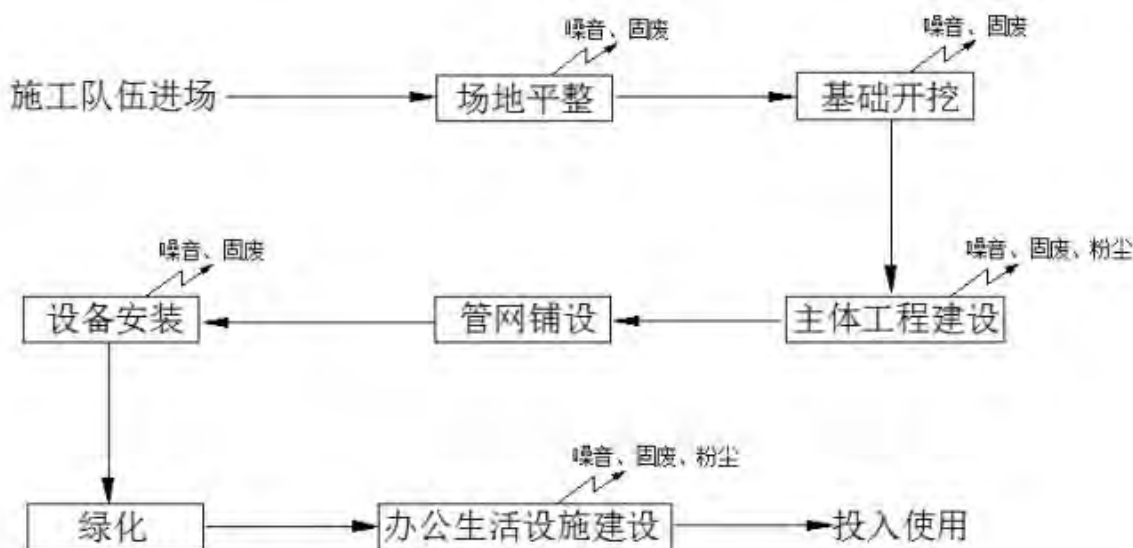 噪音、固废
噪音、固废
施工队伍进场
场地平整
基础开挖
噪音、固废
噪音、固废、粉尘
设备安装
管网铺设
主体工程建设
噪音、固废、粉尘
绿化
办公生活设施建设
投入使用